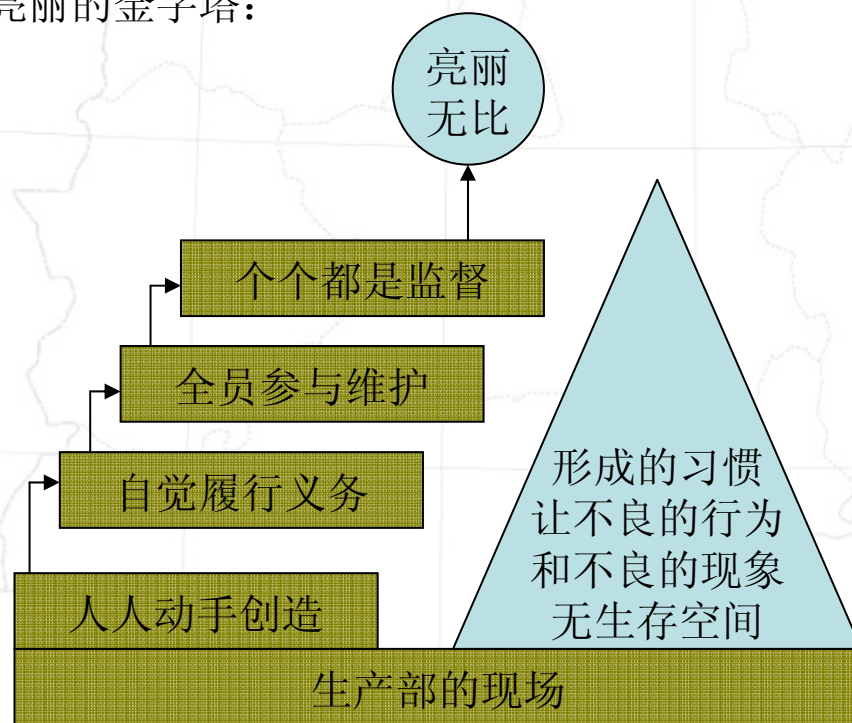 亮丽的金字塔：
亮丽
无比
个个都是监督
全员参与维护
自觉履行义务
人人动手创造
形成的习惯
让不良的行为
和不良的现象
无生存空间
生产部的现场